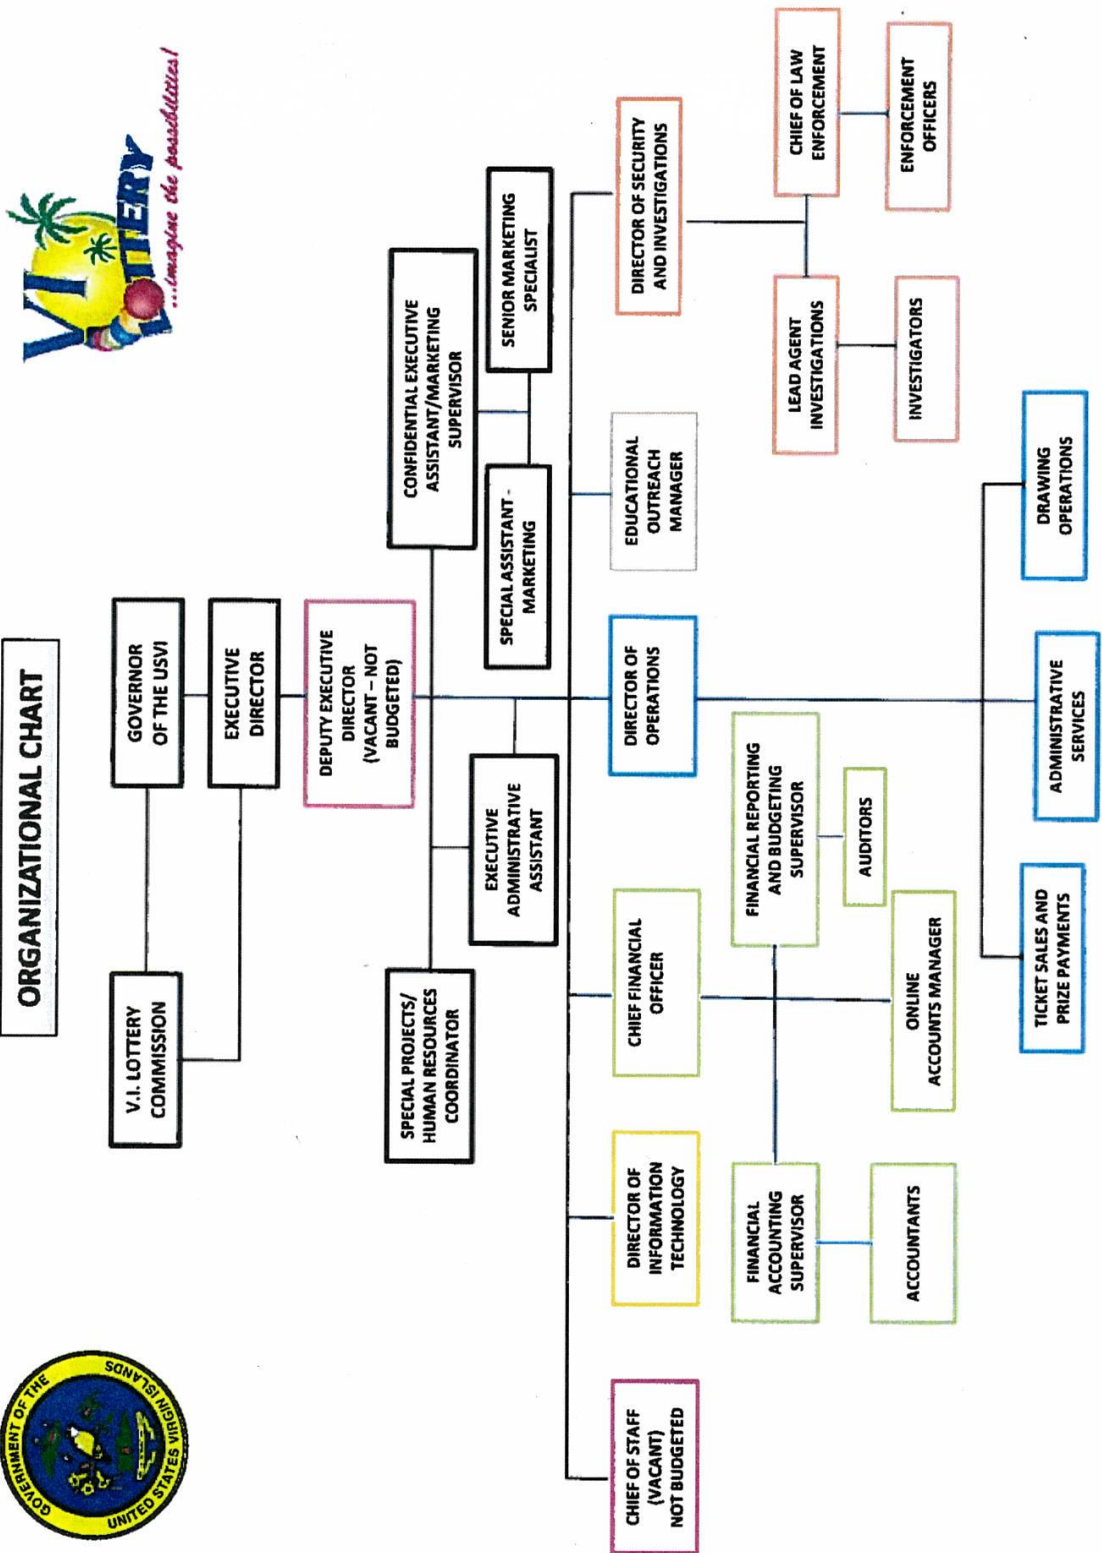 GOVERNMENT OF THE
UNITED STATES VIRGIN ISLANDS
ORGANIZATIONAL CHART
VI
LOTTERY
...imagine the possibilities!
V.I. LOTTERY
COMMISSION
GOVERNOR
OF THE USVI
EXECUTIVE
DIRECTOR
DEPUTY EXECUTIVE
DIRECTOR
(VACANT – NOT
BUDGETED)
SPECIAL PROJECTS/
HUMAN RESOURCES
COORDINATOR
CONFIDENTIAL EXECUTIVE
ASSISTANT/MARKETING
SUPERVISOR
EXECUTIVE
ADMINISTRATIVE
ASSISTANT
SPECIAL ASSISTANT -
MARKETING
SENIOR MARKETING
SPECIALIST
CHIEF OF STAFF
(VACANT)
NOT BUDGETED
DIRECTOR OF
INFORMATION
TECHNOLOGY
CHIEF FINANCIAL
OFFICER
DIRECTOR OF
OPERATIONS
EDUCATIONAL
OUTREACH
MANAGER
DIRECTOR OF SECURITY
AND INVESTIGATIONS
FINANCIAL
ACCOUNTING
SUPERVISOR
FINANCIAL REPORTING
AND BUDGETING
SUPERVISOR
LEAD AGENT
INVESTIGATIONS
CHIEF OF LAW
ENFORCEMENT
ACCOUNTANTS
ONLINE
ACCOUNTS MANAGER
AUDITORS
INVESTIGATORS
ENFORCEMENT
OFFICERS
TICKET SALES AND
PRIZE PAYMENTS
ADMINISTRATIVE
SERVICES
DRAWING
OPERATIONS